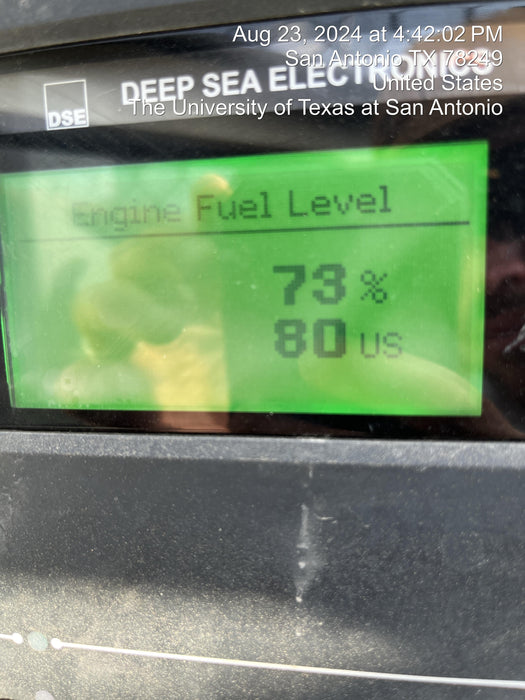 Aug 23, 2024 at 4:42:02 PM
San Antonio TX 78249
United States
The University of Texas at San Antonio
DSE
DEEP SEA ELECTRONICS
Engine Fuel Level
73 %
80 US